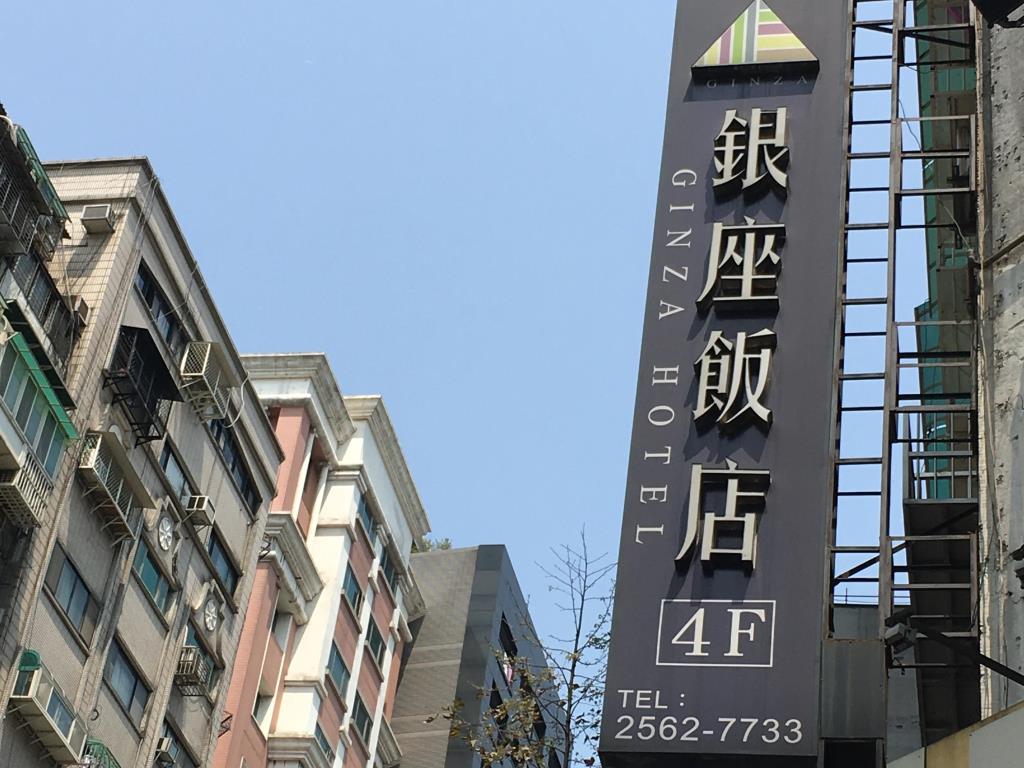 GINZA
銀座飯店
GINZA HOTEL
4F
TEL：
2562-7733